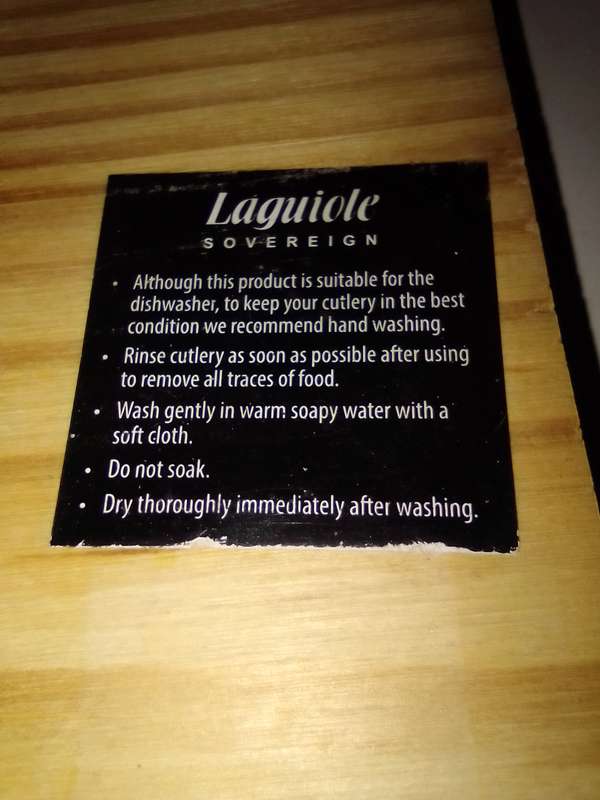 Laguiole
SOVEREIGN
• Although this product is suitable for the
dishwasher, to keep your cutlery in the best
condition we recommend hand washing.
• Rinse cutlery as soon as possible after using
to remove all traces of food.
• Wash gently in warm soapy water with a
soft cloth.
• Do not soak.
• Dry thoroughly immediately after washing.